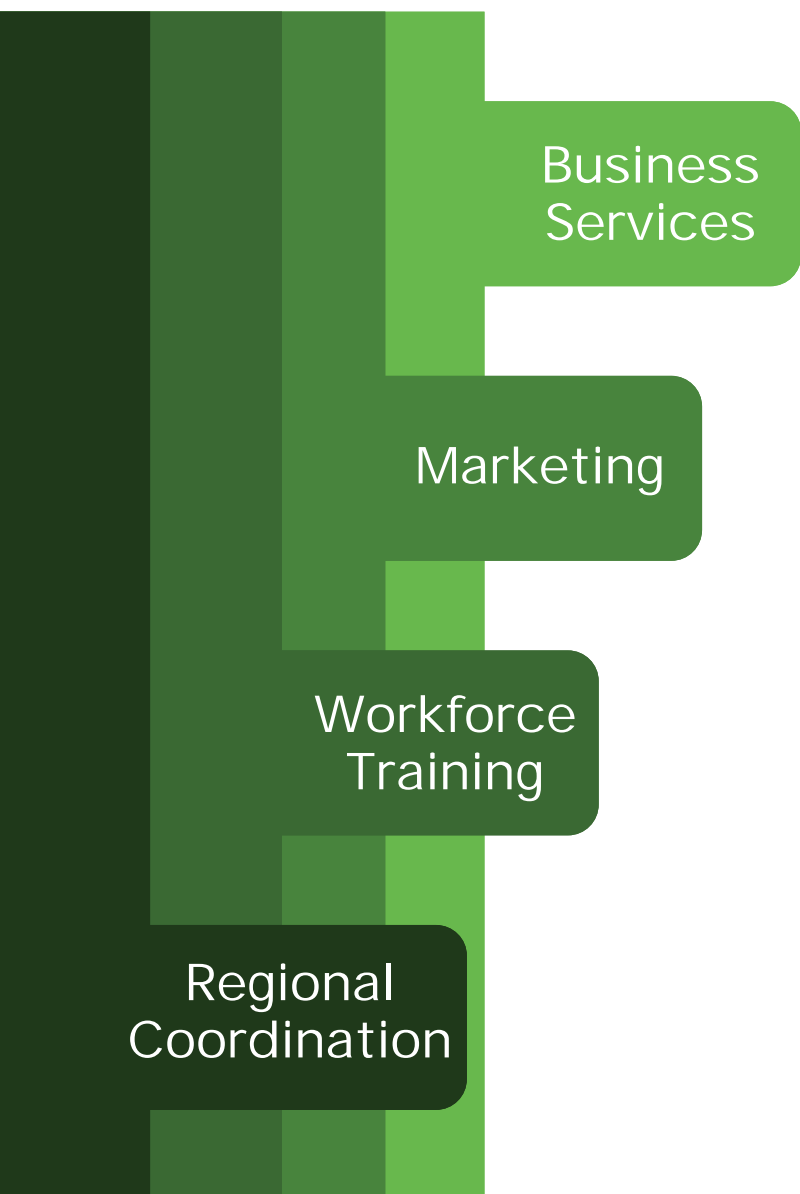 Business
Services
Marketing
Workforce
Training
Regional
Coordination